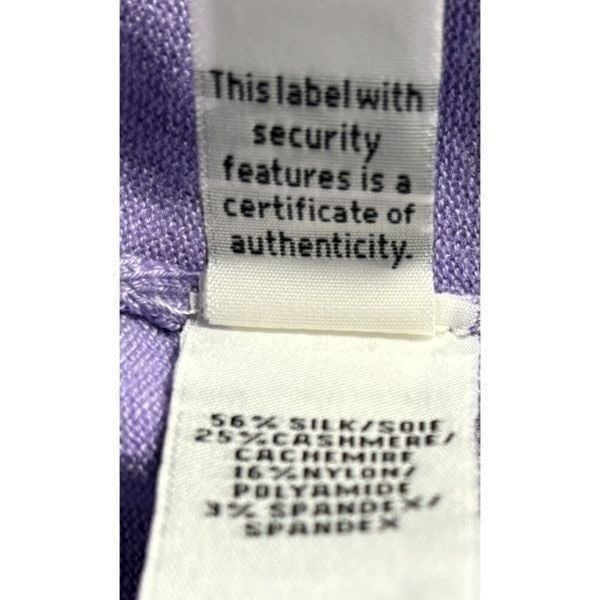 This label with
security
features is a
certificate of
authenticity.
56% SILK/SOIE
25% CASHMERE/
CACHEMIRE
16% NYLON/
POLYAMIDE
3% SPANDEX/
SPANDEX